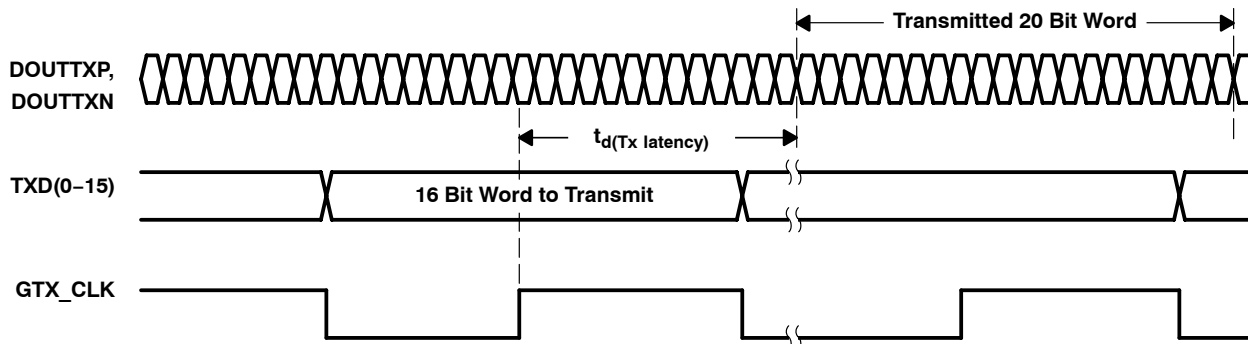 Transmitted 20 Bit Word
DOUTTXP,
DOUTTXN
td(Tx latency)
TXD(0–15)
16 Bit Word to Transmit
GTX_CLK